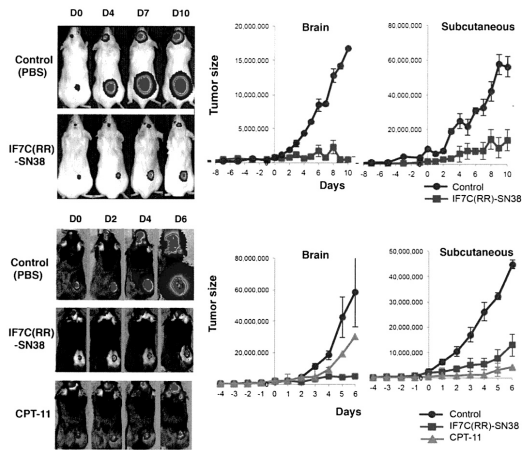 D0 D4 D7 D10
Control
(PBS)
IF7C(RR)
-SN38
Brain
Tumor size
20,000,000
15,000,000
10,000,000
5,000,000
0
-8 -6 -4 -2 0 2 4 6 8 10
Subcutaneous
80,000,000
60,000,000
40,000,000
20,000,000
0
-8 -6 -4 -2 0 2 4 6 8 10
Days
Control
IF7C(RR)-SN38
D0 D2 D4 D6
Control
(PBS)
IF7C(RR)
-SN38
CPT-11
Brain
Tumor size
80,000,000
60,000,000
40,000,000
20,000,000
0
-4 -3 -2 -1 0 1 2 3 4 5 6
Subcutaneous
50,000,000
40,000,000
30,000,000
20,000,000
10,000,000
0
-4 -3 -2 -1 0 1 2 3 4 5 6
Days
Control
IF7C(RR)-SN38
CPT-11